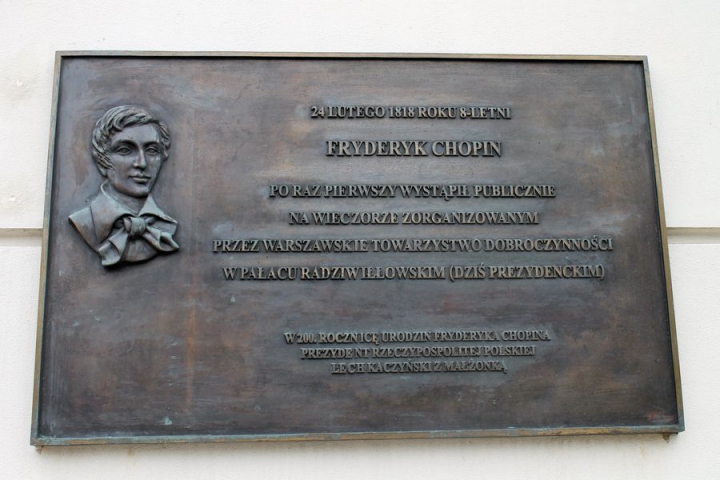 24 LUTEGO 1818 ROKU 8-LETNI
FRYDERYK CHOPIN
PO RAZ PIERWSZY WYSTĄPIŁ PUBLICZNIE
NA WIECZORZE ZORGANIZOWANYM
PRZEZ WARSZAWSKIE TOWARZYSTWO DOBROCZYNNOŚCI
W PAŁACU RADZIWIŁŁOWSKIM (DZIŚ PREZYDENCKIM)
W 200. ROCZNICĘ URODZIN FRYDERYKA CHOPINA
PREZYDENT RZECZYPOSPOLITEJ POLSKIEJ
LECH KACZYŃSKI Z MAŁŻONKĄ